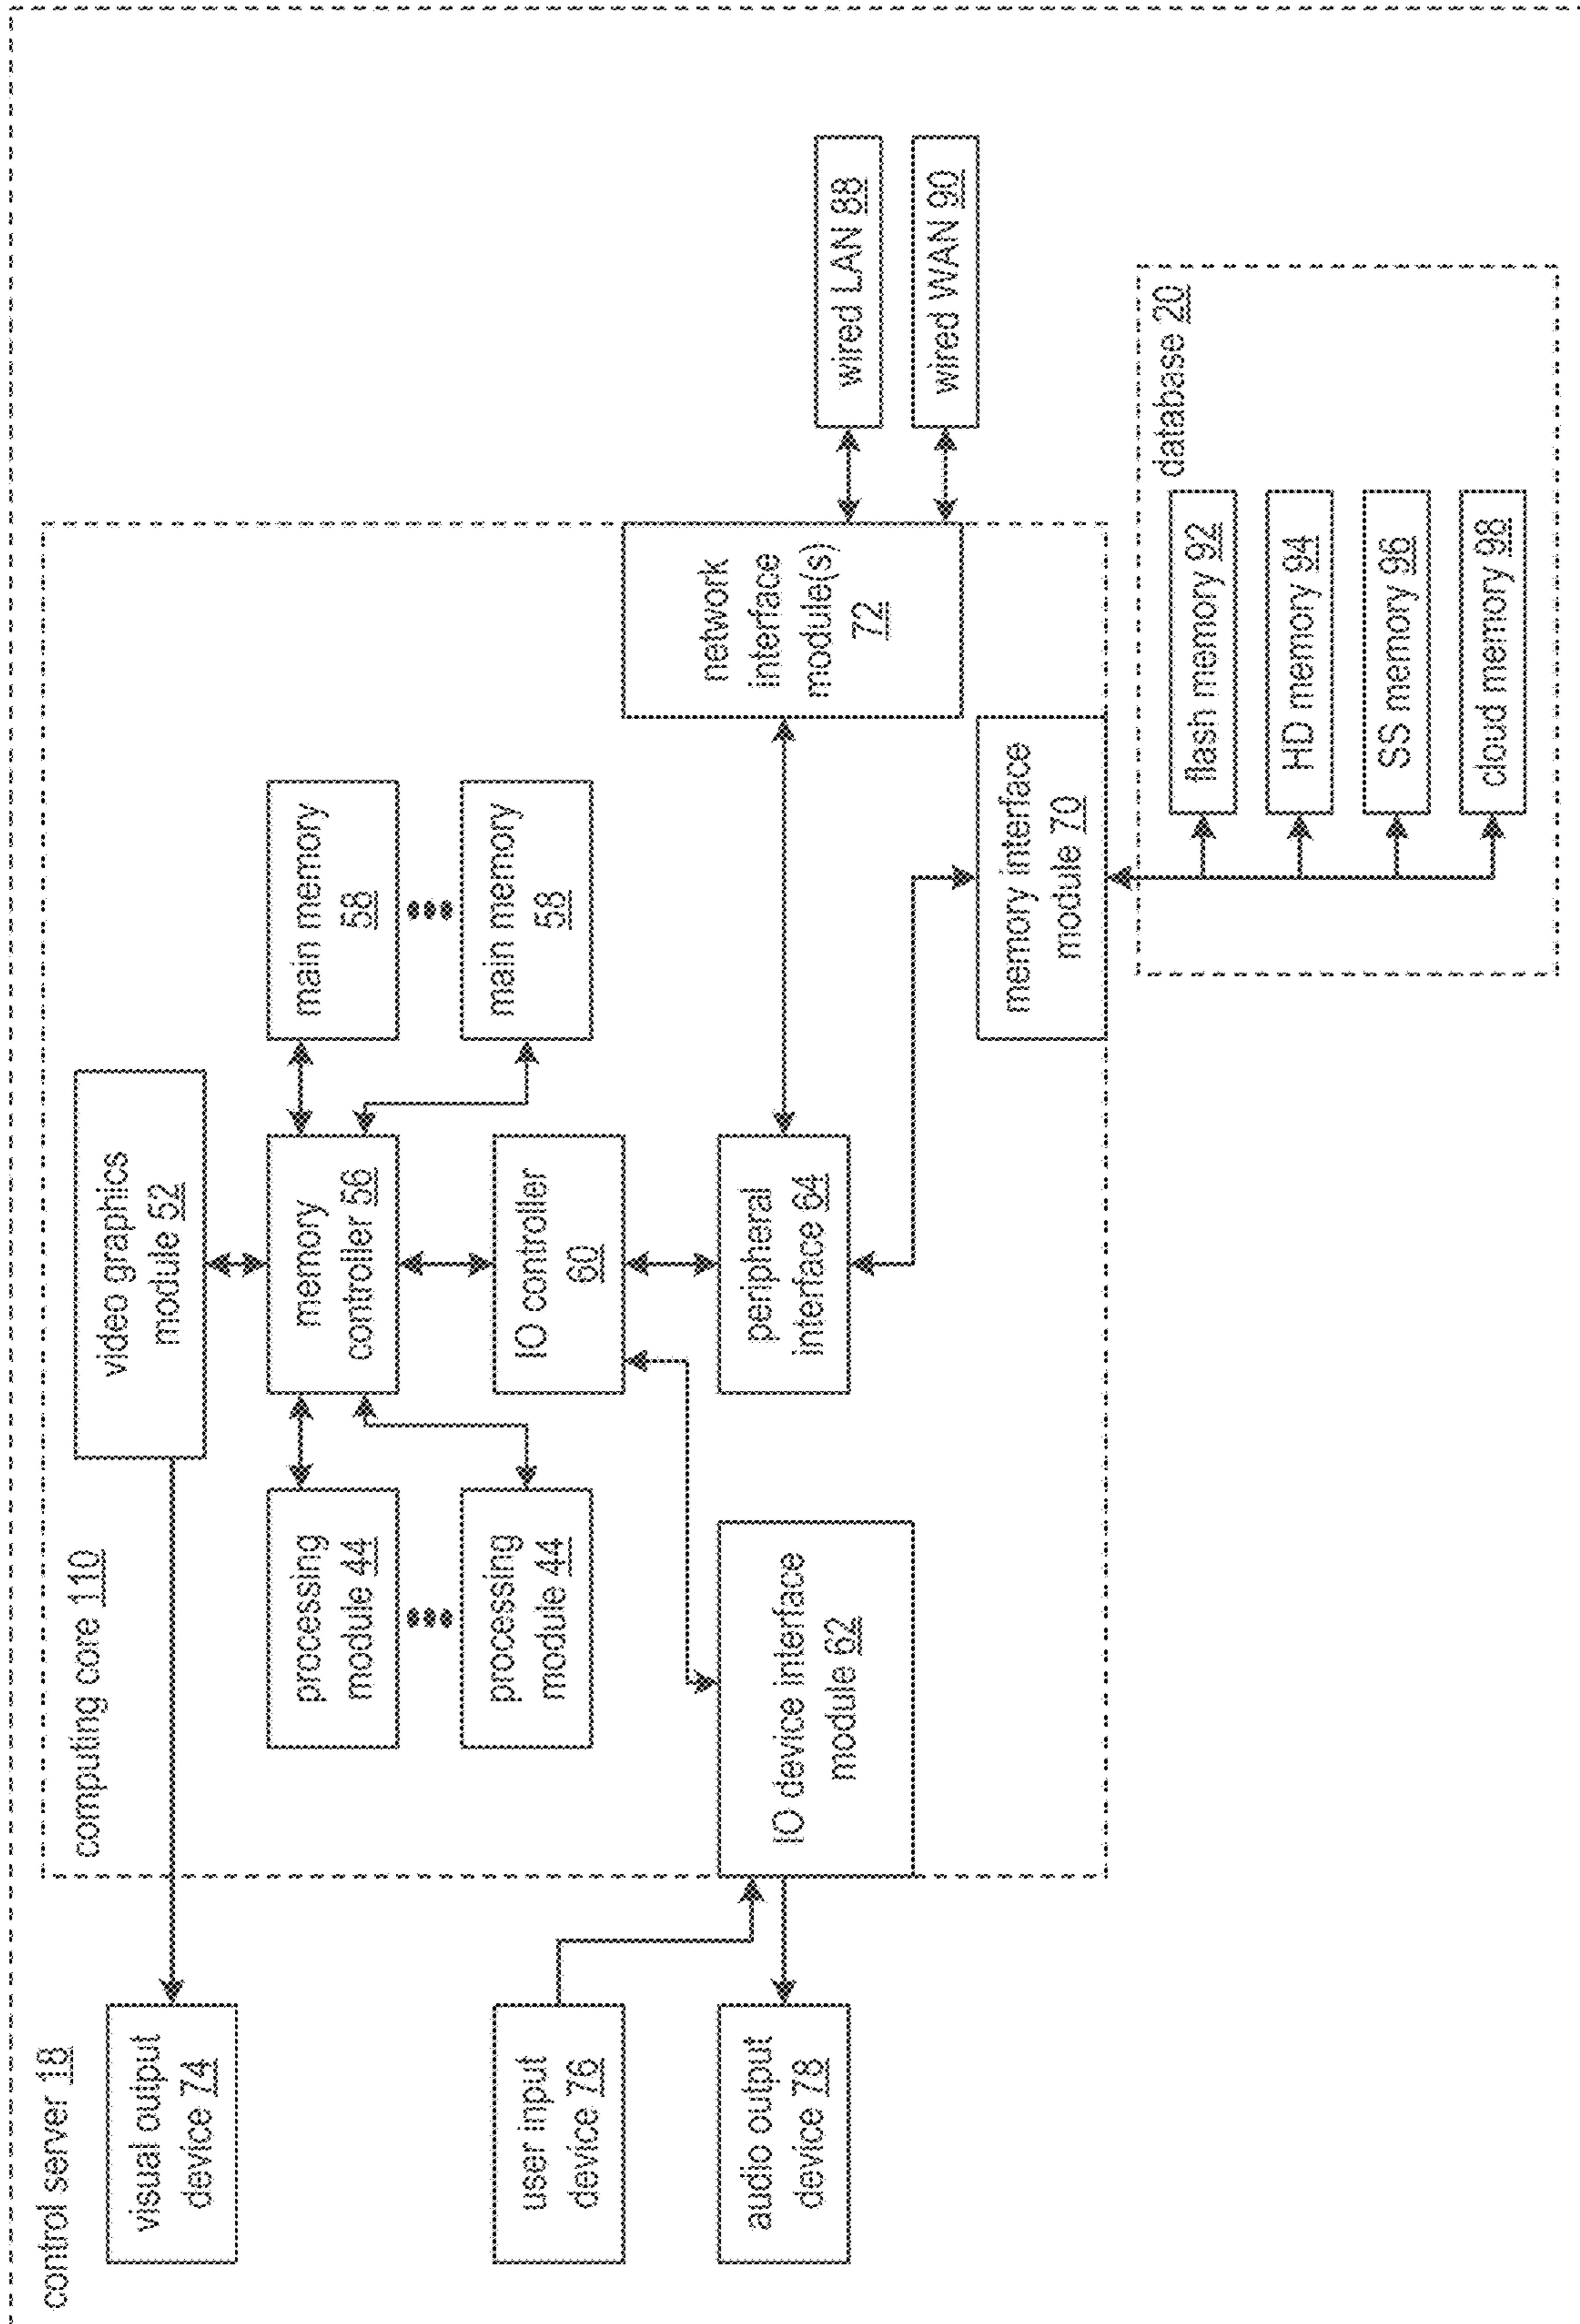 control server 18
computing core 110
visual output
device 74
video graphics
module 52
processing
module 44
memory
controller 56
main memory
58
processing
module 44
main memory
58
user input
device 76
IO controller
60
network
interface
module(s)
72
audio output
device 78
IO device interface
module 62
peripheral
interface 64
wired LAN 88
wired WAN 90
memory interface
module 70
database 20
flash memory 92
HD memory 94
SS memory 96
cloud memory 98